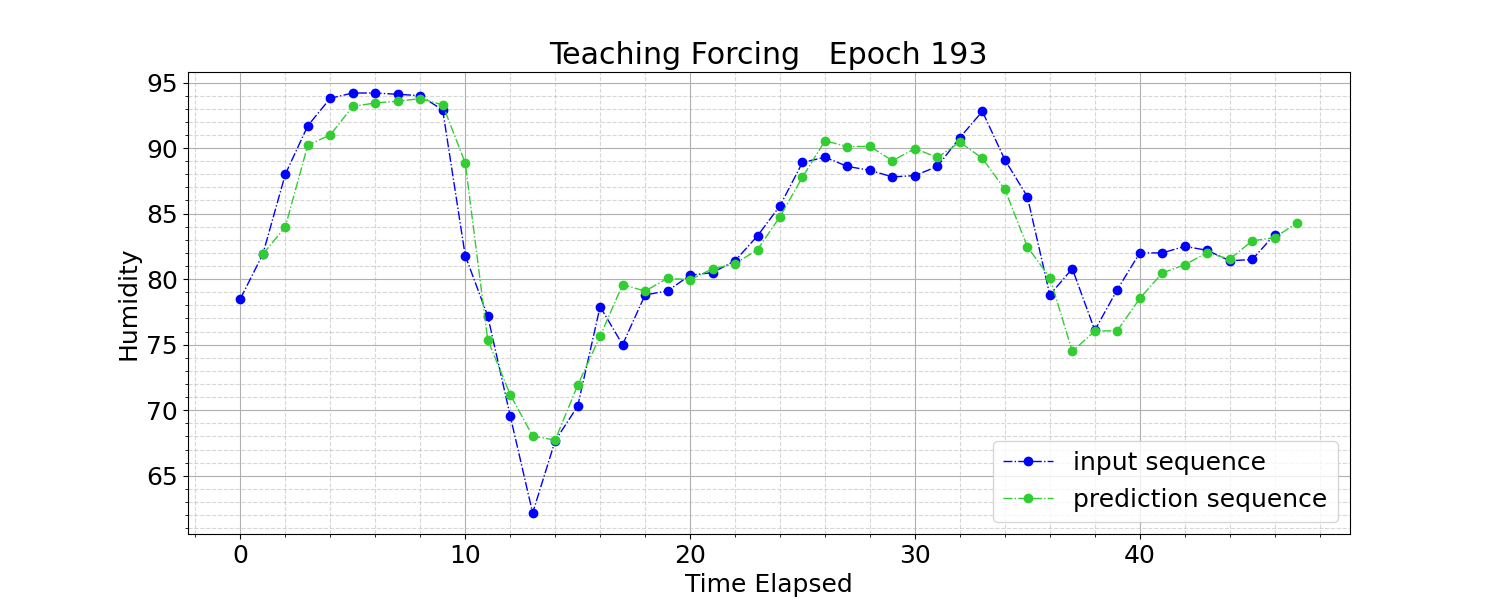 Teaching Forcing   Epoch 193
95
90
85
80
75
70
65
Humidity
0 10 20 30 40
Time Elapsed
input sequence
prediction sequence